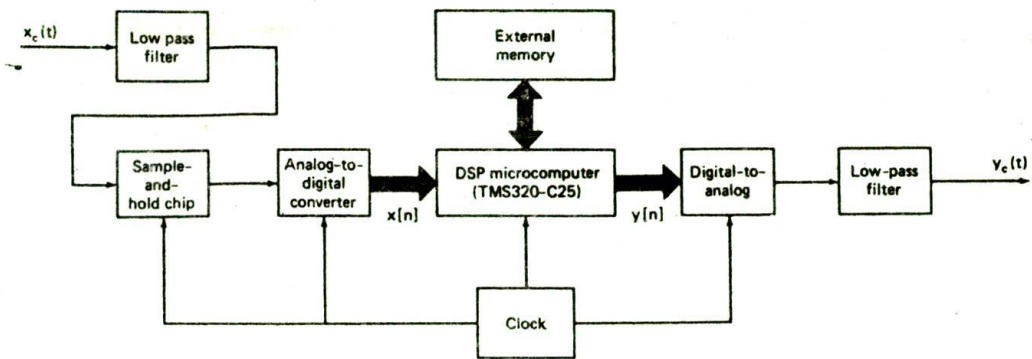 x_c(t)
Low pass
filter
External
memory
Sample-
and-
hold chip
Analog-to-
digital
converter
x[n]
DSP microcomputer
(TMS320-C25)
y[n]
Digital-to-
analog
Low-pass
filter
y_c(t)
Clock